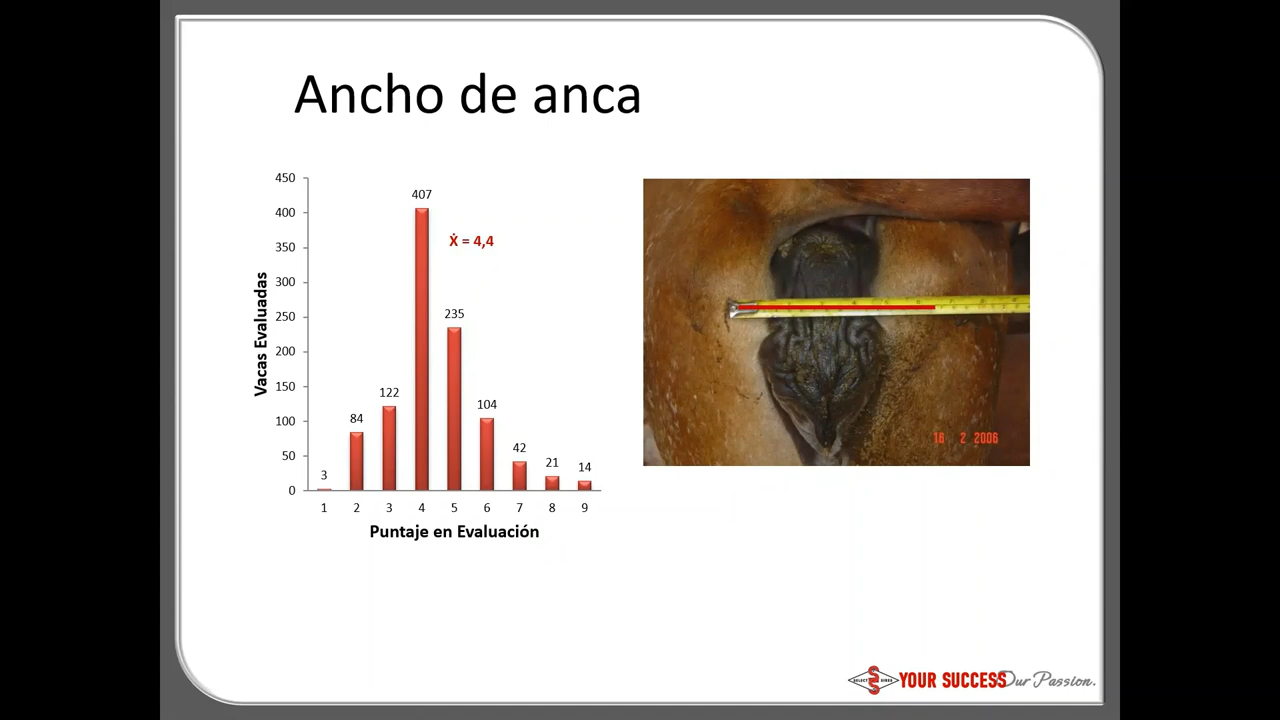 Ancho de anca
450
400
350
300
250
200
150
100
50
0
Vacas Evaluadas
3
84
122
407
235
104
42
21
14
Ẋ = 4,4
1 2 3 4 5 6 7 8 9
Puntaje en Evaluación
16 2 2006
SELECT SIRES
YOUR SUCCESS Our Passion.